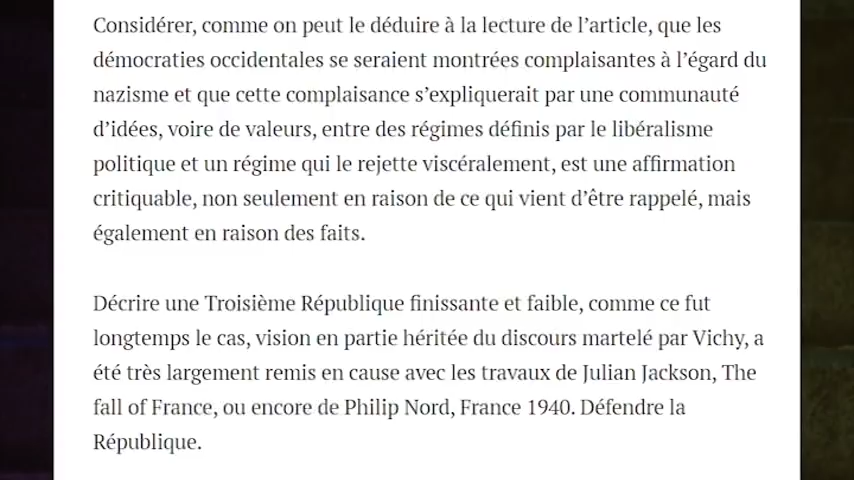 Considérer, comme on peut le déduire à la lecture de l’article, que les
démocraties occidentales se seraient montrées complaisantes à l’égard du
nazisme et que cette complaisance s’expliquerait par une communauté
d’idées, voire de valeurs, entre des régimes définis par le libéralisme
politique et un régime qui le rejette viscéralement, est une affirmation
critiquable, non seulement en raison de ce qui vient d’être rappelé, mais
également en raison des faits.
Décrire une Troisième République finissante et faible, comme ce fut
longtemps le cas, vision en partie héritée du discours martelé par Vichy, a
été très largement remis en cause avec les travaux de Julian Jackson, The
fall of France, ou encore de Philip Nord, France 1940. Défendre la
République.